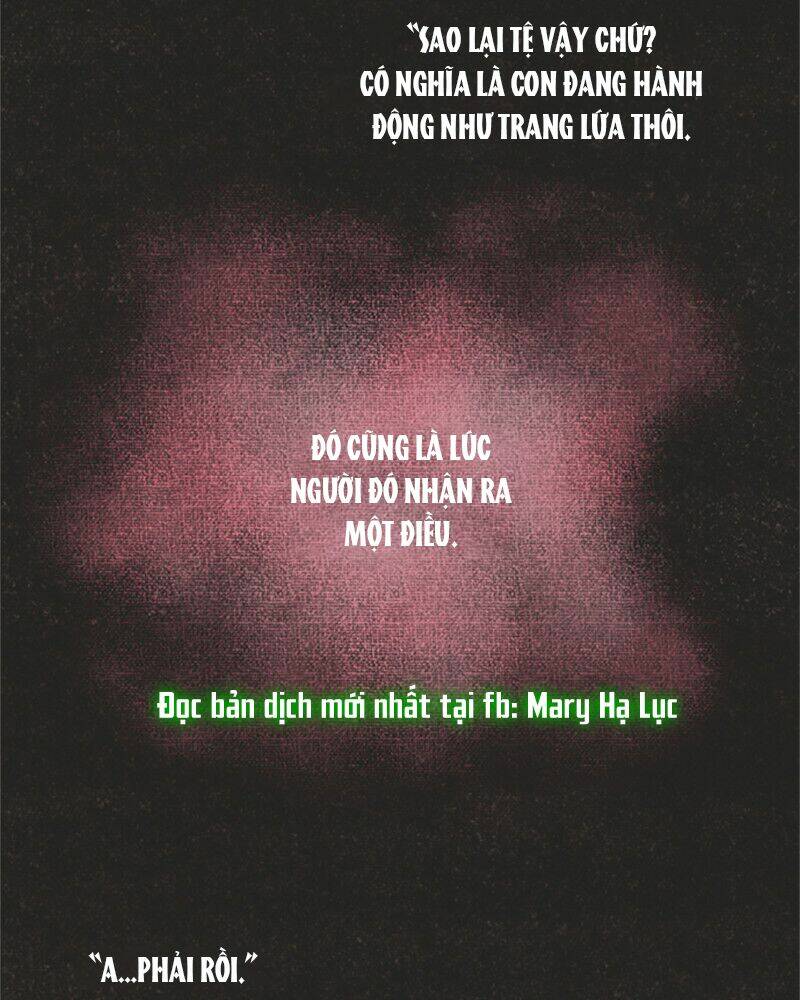 “SAO LẠI TỆ VẬY CHỨ?
CÓ NGHĨA LÀ CON ĐANG HÀNH
ĐỘNG NHƯ TRANG LỨA THÔI.
ĐÓ CŨNG LÀ LÚC
NGƯỜI ĐÓ NHẬN RA
MỘT ĐIỀU.
Đọc bản dịch mới nhất tại fb: Mary Hạ Lục
“A...PHẢI RỒI.”